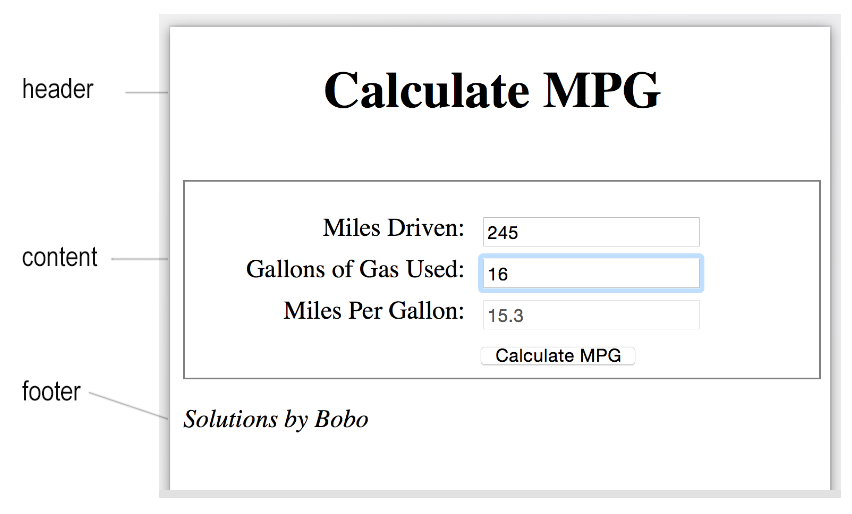 header
Calculate MPG
content
Miles Driven: 245
Gallons of Gas Used: 16
Miles Per Gallon: 15.3
Calculate MPG
footer
Solutions by Bobo